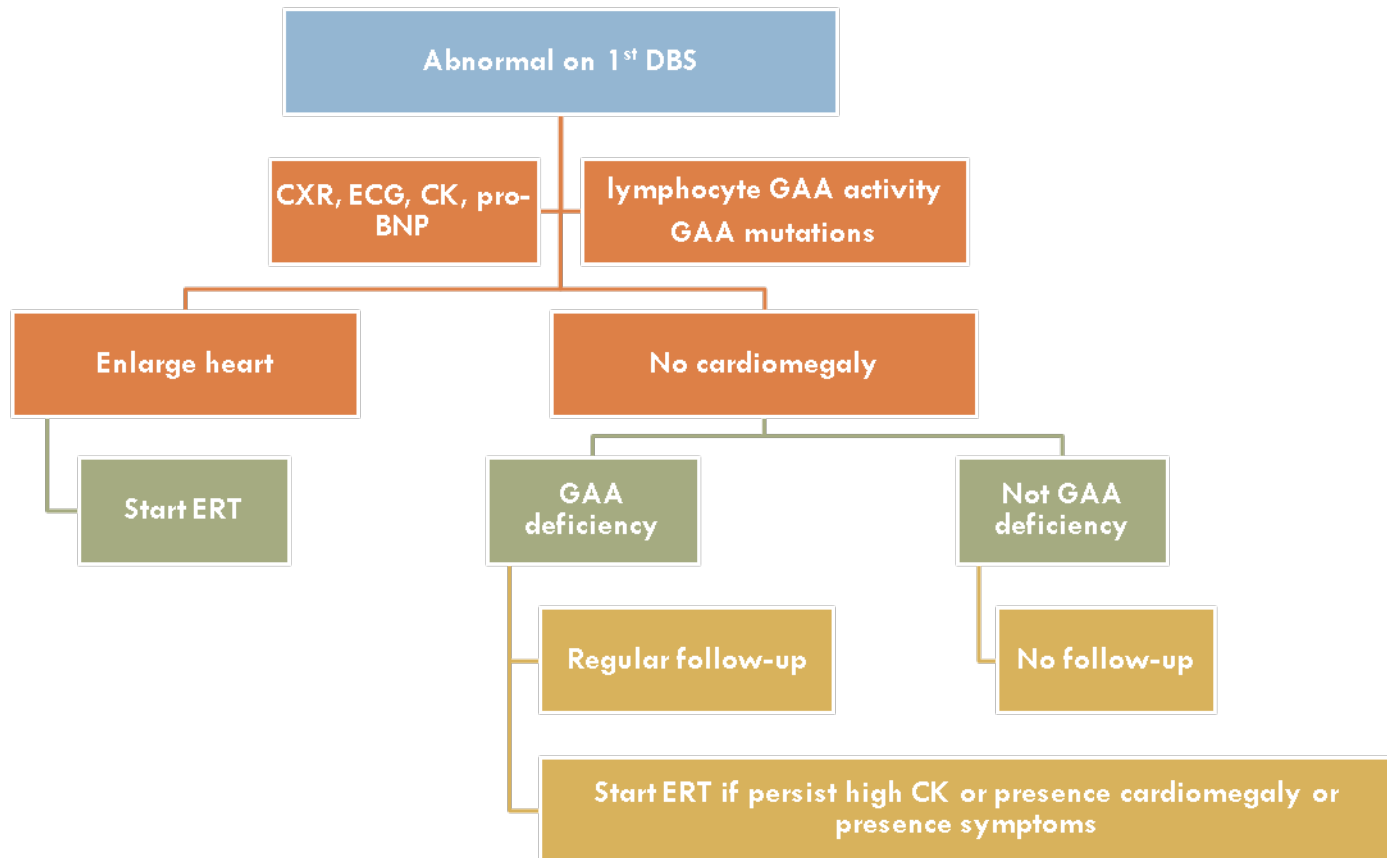 Abnormal on 1st DBS
CXR, ECG, CK, pro-
BNP
lymphocyte GAA activity
GAA mutations
Enlarge heart
No cardiomegaly
Start ERT
GAA
deficiency
Not GAA
deficiency
Regular follow-up
No follow-up
Start ERT if persist high CK or presence cardiomegaly or
presence symptoms